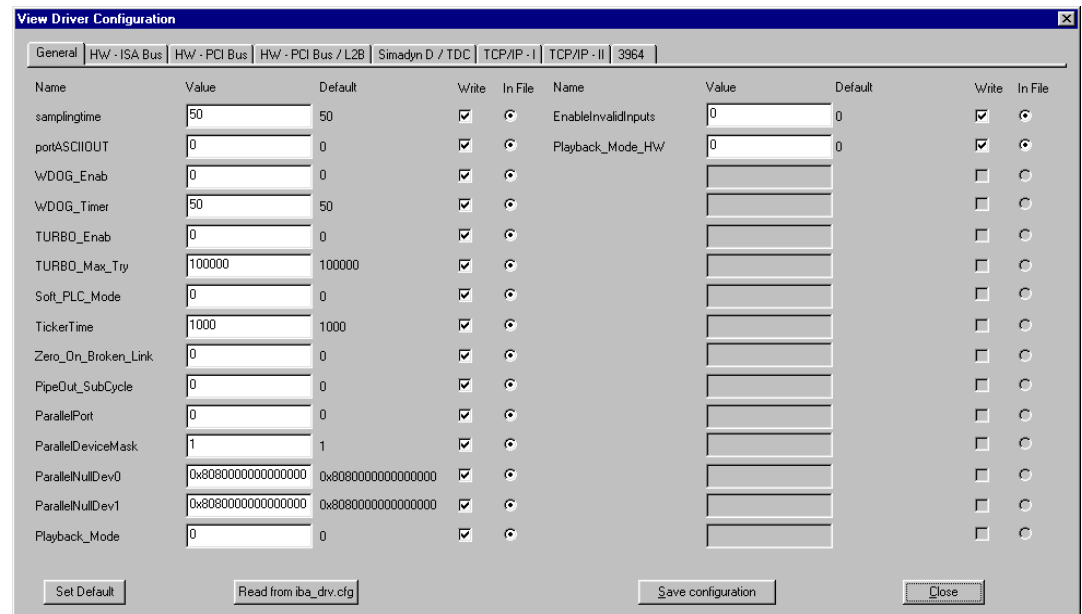 View Driver Configuration
General HW - ISA Bus HW - PCI Bus HW - PCI Bus / L2B Simadyn D / TDC TCP/IP - I TCP/IP - II 3964
Name Value Default Write In File Name Value Default Write In File
samplingtime 50 50 EnableInvalidInputs 0 0
portASCIIOUT 0 0 Playback_Mode_HW 0 0
WDOG_Enab 0 0
WDOG_Timer 50 50
TURBO_Enab 0 0
TURBO_Max_Try 100000 100000
Soft_PLC_Mode 0 0
TickerTime 1000 1000
Zero_On_Broken_Link 0 0
PipeOut_SubCycle 0 0
ParallelPort 0 0
ParallelDeviceMask 1 1
ParallelNullDev0 0x8080000000000000 0x8080000000000000
ParallelNullDev1 0x8080000000000000 0x8080000000000000
Playback_Mode 0 0
Set Default Read from iba_drv.cfg Save configuration Close